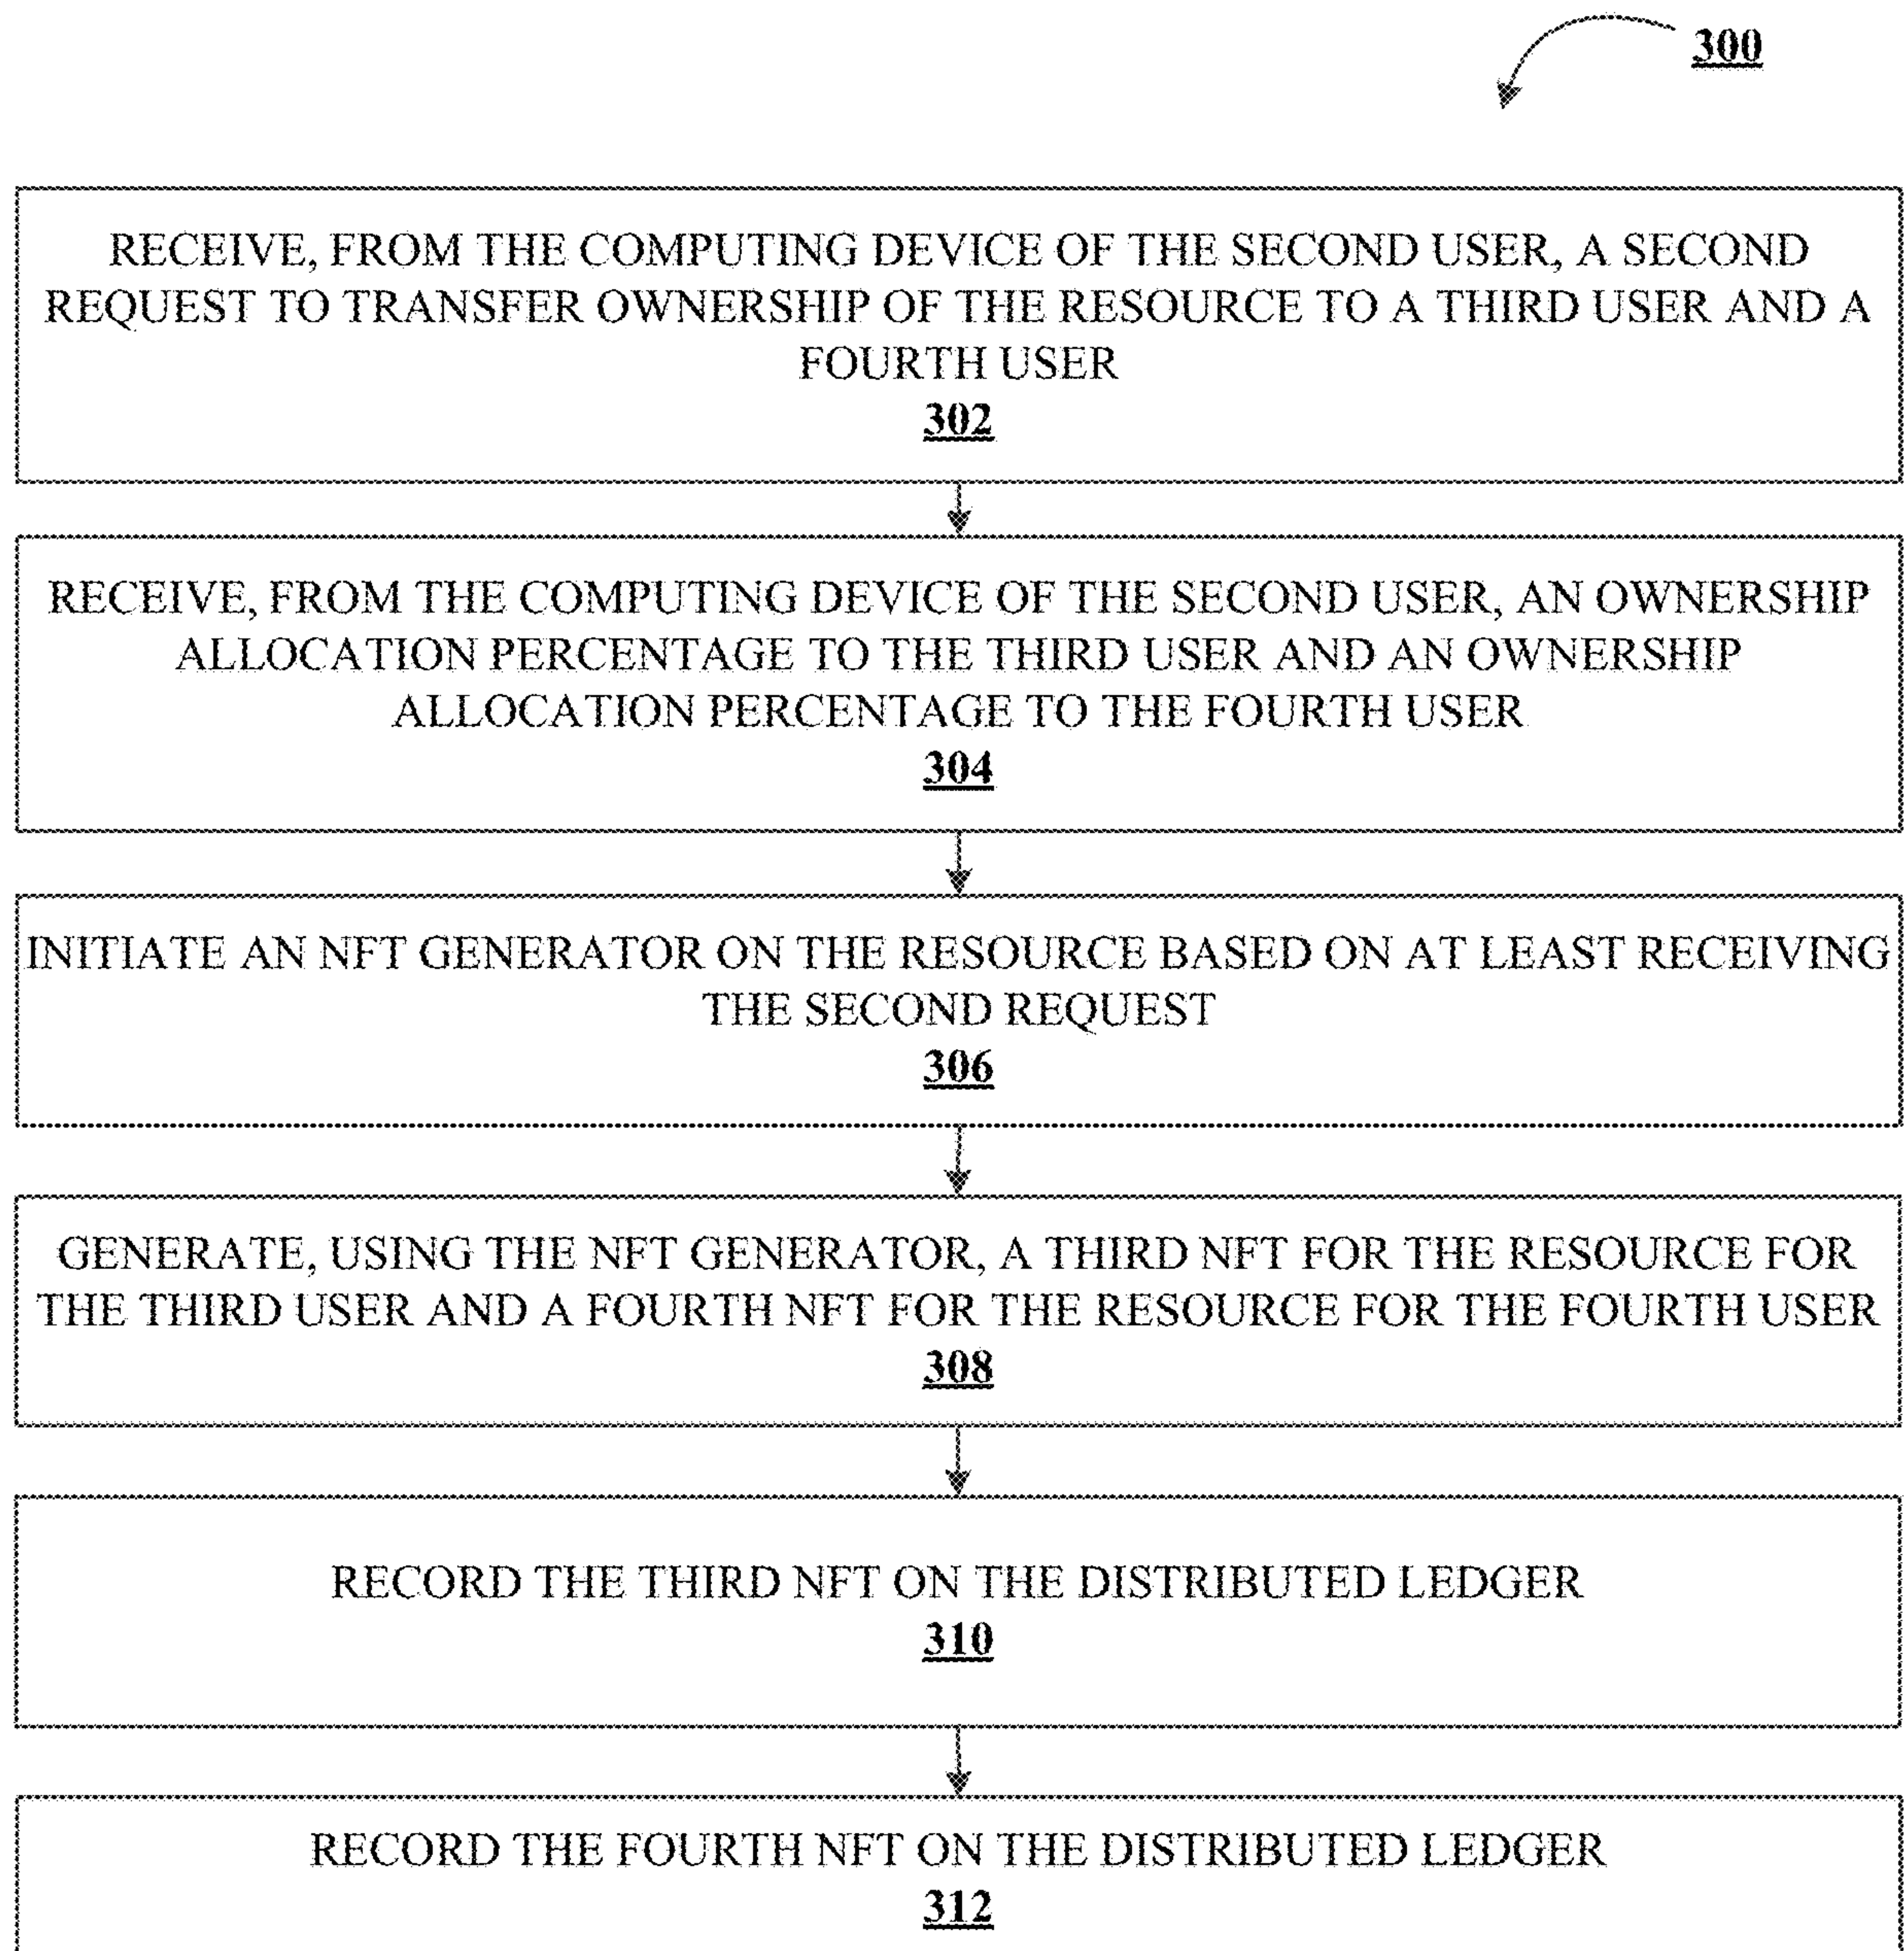 300
RECEIVE, FROM THE COMPUTING DEVICE OF THE SECOND USER, A SECOND
REQUEST TO TRANSFER OWNERSHIP OF THE RESOURCE TO A THIRD USER AND A
FOURTH USER
302
RECEIVE, FROM THE COMPUTING DEVICE OF THE SECOND USER, AN OWNERSHIP
ALLOCATION PERCENTAGE TO THE THIRD USER AND AN OWNERSHIP
ALLOCATION PERCENTAGE TO THE FOURTH USER
304
INITIATE AN NFT GENERATOR ON THE RESOURCE BASED ON AT LEAST RECEIVING
THE SECOND REQUEST
306
GENERATE, USING THE NFT GENERATOR, A THIRD NFT FOR THE RESOURCE FOR
THE THIRD USER AND A FOURTH NFT FOR THE RESOURCE FOR THE FOURTH USER
308
RECORD THE THIRD NFT ON THE DISTRIBUTED LEDGER
310
RECORD THE FOURTH NFT ON THE DISTRIBUTED LEDGER
312